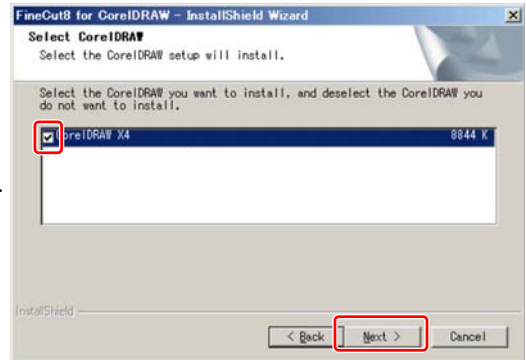 FineCut8 for CorelDRAW - InstallShield Wizard
Select CorelDRAW
Select the CorelDRAW setup will install.
Select the CorelDRAW you want to install, and deselect the CorelDRAW you
do not want to install.
CorelDRAW X4 8844 K
InstallShield
< Back Next > Cancel